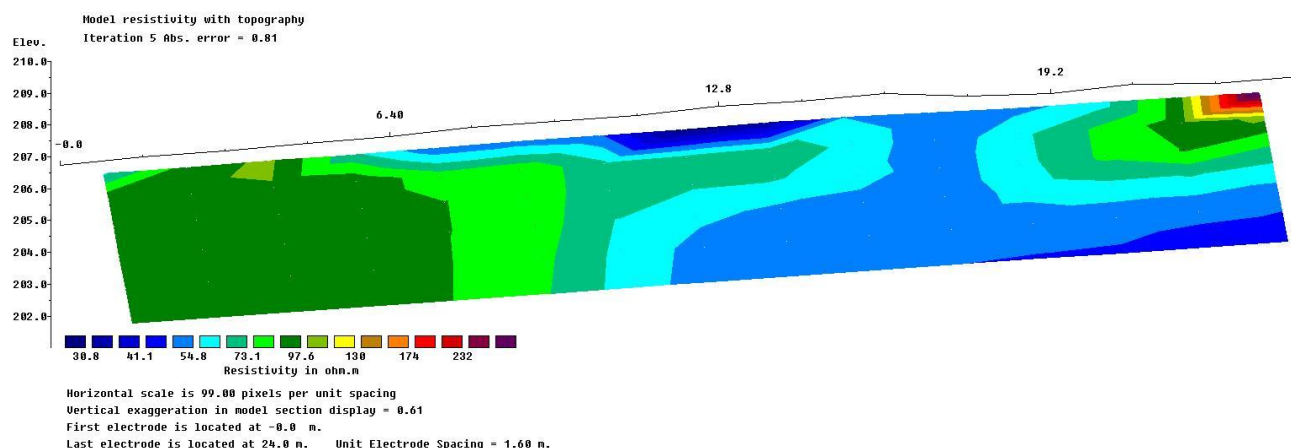 Model resistivity with topography
Iteration 5 Abs. error = 0.81
Elev.
210.0
19.2
209.0
12.8
208.0
6.40
-0.0
207.0
206.0
205.0
204.0
203.0
202.0
30.8 41.1 54.8 73.1 97.6 130 174 232
Resistivity in ohm.m
Horizontal scale is 99.00 pixels per unit spacing
Vertical exaggeration in model section display = 0.61
First electrode is located at -0.0 m.
Last electrode is located at 24.0 m. Unit Electrode Spacing = 1.60 m.